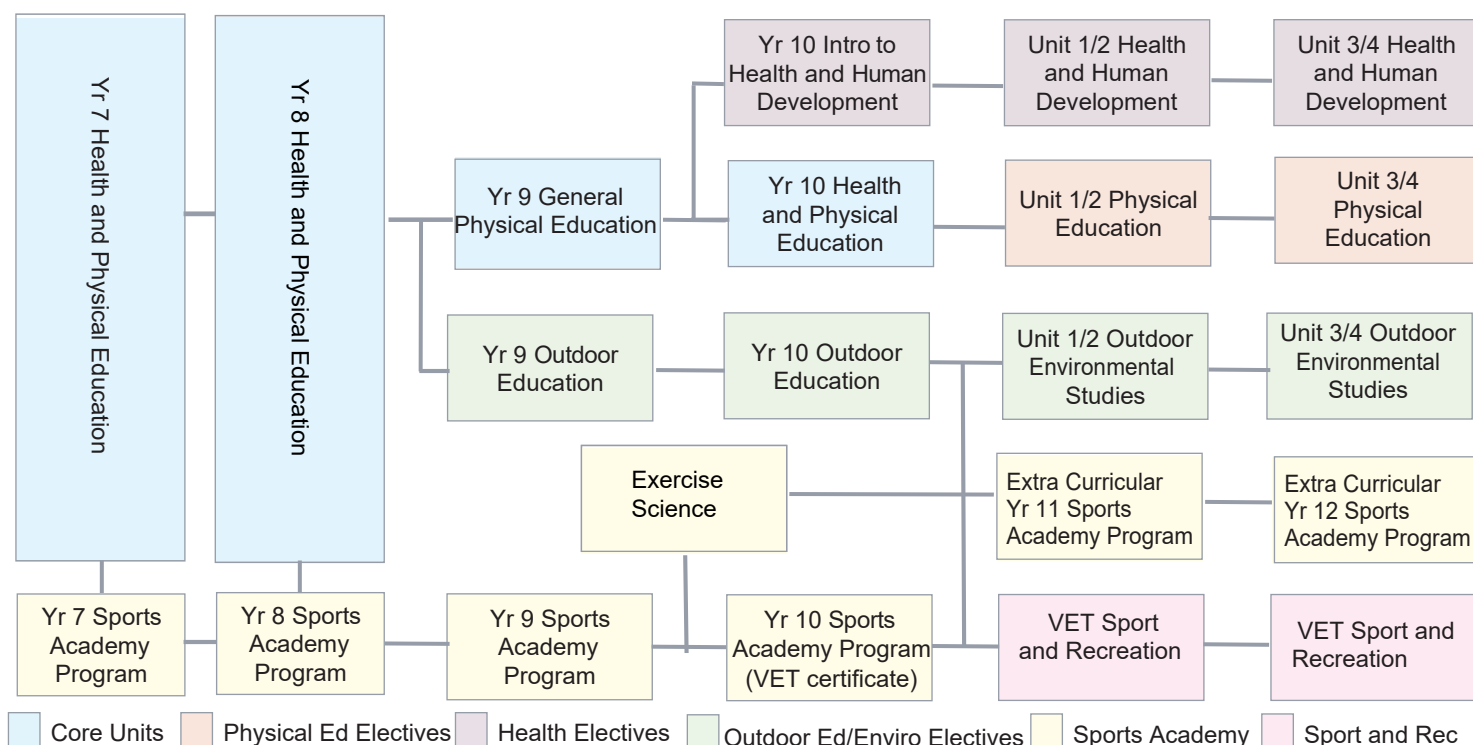 Yr 7 Health and Physical Education
Yr 8 Health and Physical Education
Yr 10 Intro to
Health and Human
Development
Unit 1/2 Health
and Human
Development
Unit 3/4 Health
and Human
Development
Yr 9 General
Physical Education
Yr 10 Health
and Physical
Education
Unit 1/2 Physical
Education
Unit 3/4
Physical
Education
Yr 9 Outdoor
Education
Yr 10 Outdoor
Education
Unit 1/2 Outdoor
Environmental
Studies
Unit 3/4 Outdoor
Environmental
Studies
Exercise
Science
Extra Curricular
Yr 11 Sports
Academy Program
Extra Curricular
Yr 12 Sports
Academy Program
Yr 7 Sports
Academy
Program
Yr 8 Sports
Academy
Program
Yr 9 Sports
Academy
Program
Yr 10 Sports
Academy Program
(VET certificate)
VET Sport
and Recreation
VET Sport and
Recreation
Core Units
Physical Ed Electives
Health Electives
Outdoor Ed/Enviro Electives
Sports Academy
Sport and Rec